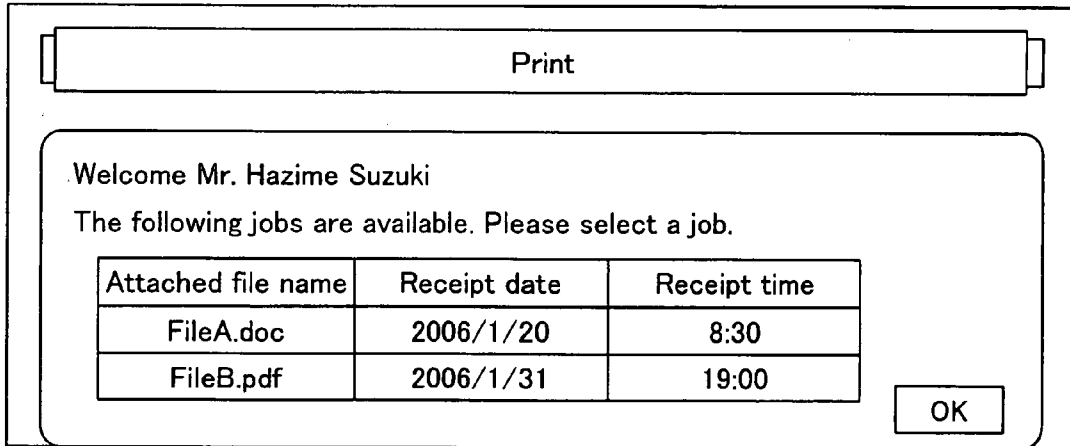 Print
Welcome Mr. Hazime Suzuki
The following jobs are available. Please select a job.
Attached file name Receipt date Receipt time
FileA.doc 2006/1/20 8:30
FileB.pdf 2006/1/31 19:00
OK